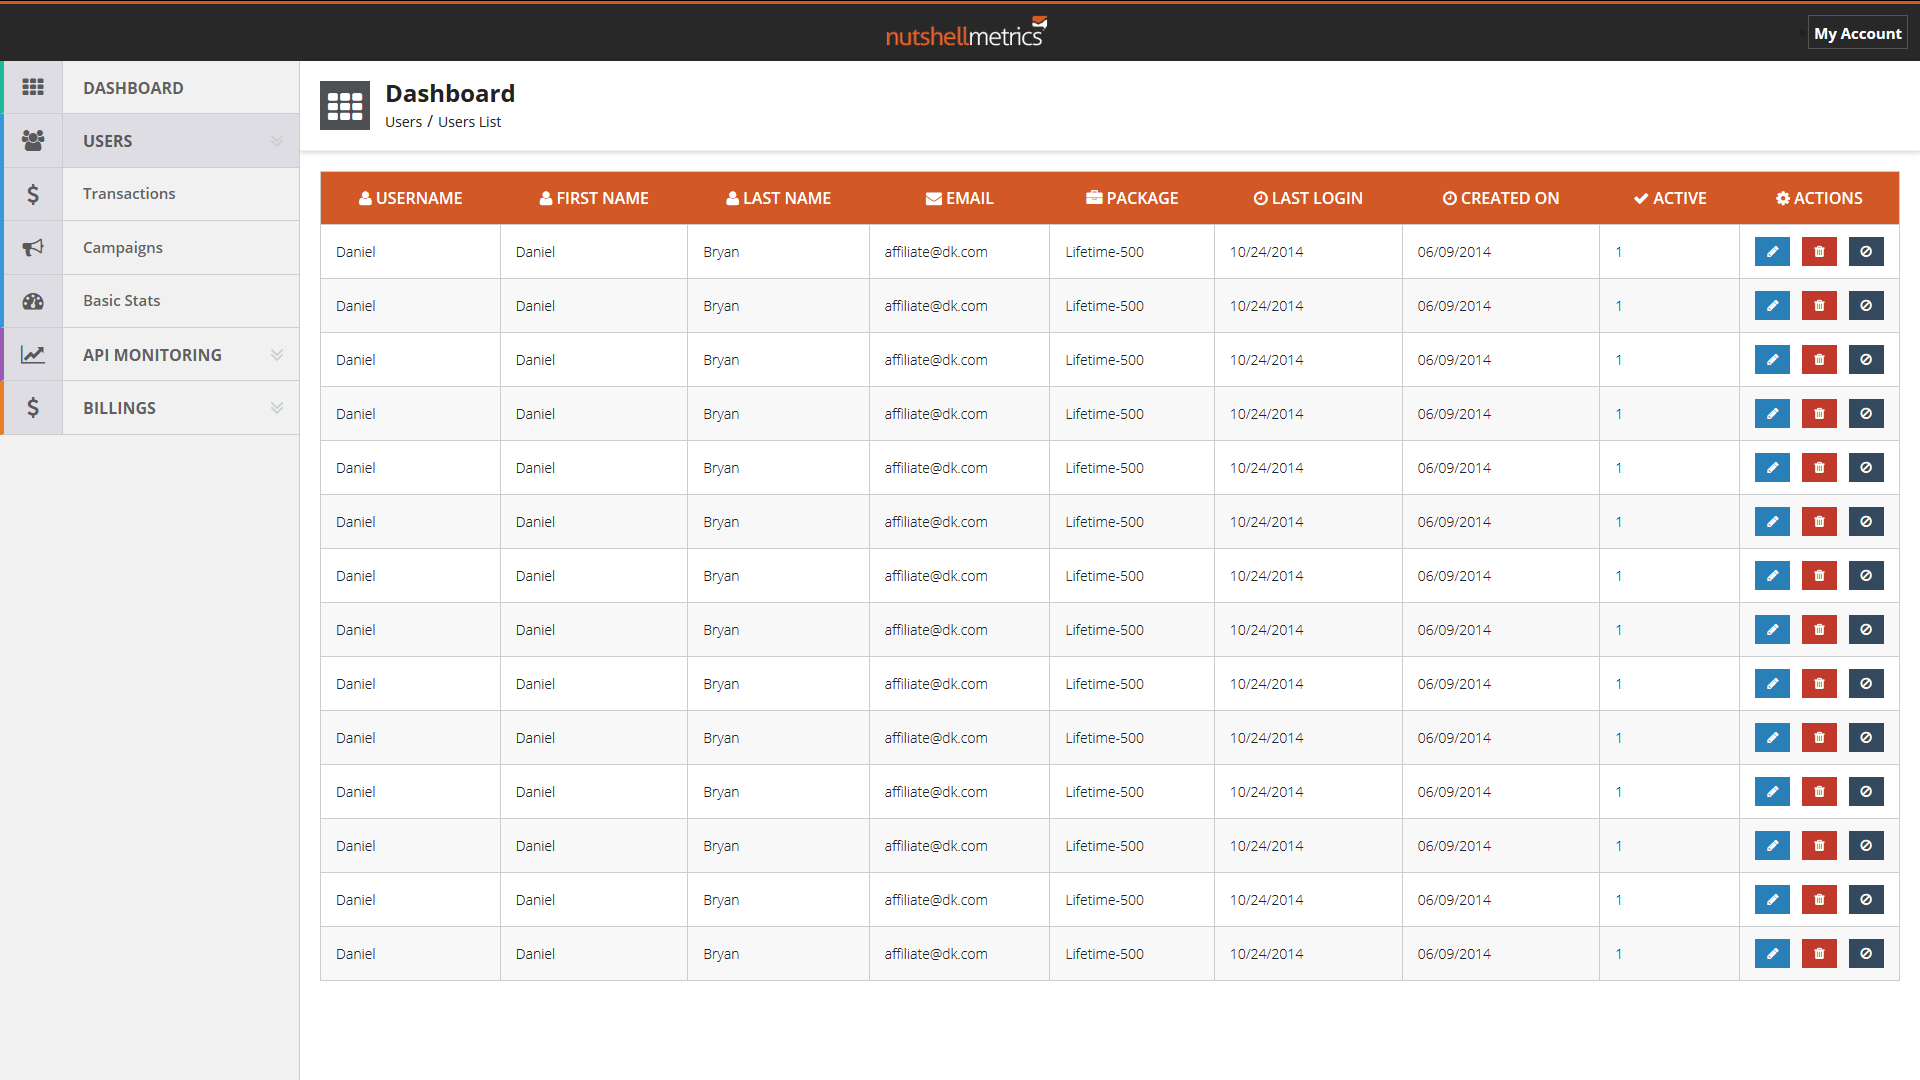 nutshellmetrics
My Account
DASHBOARD
USERS
Transactions
Campaigns
Basic Stats
API MONITORING
BILLINGS
Dashboard
Users / Users List
USERNAME FIRST NAME LAST NAME EMAIL PACKAGE LAST LOGIN CREATED ON ACTIVE ACTIONS
Daniel Daniel Bryan affiliate@dk.com Lifetime-500 10/24/2014 06/09/2014 1
Daniel Daniel Bryan affiliate@dk.com Lifetime-500 10/24/2014 06/09/2014 1
Daniel Daniel Bryan affiliate@dk.com Lifetime-500 10/24/2014 06/09/2014 1
Daniel Daniel Bryan affiliate@dk.com Lifetime-500 10/24/2014 06/09/2014 1
Daniel Daniel Bryan affiliate@dk.com Lifetime-500 10/24/2014 06/09/2014 1
Daniel Daniel Bryan affiliate@dk.com Lifetime-500 10/24/2014 06/09/2014 1
Daniel Daniel Bryan affiliate@dk.com Lifetime-500 10/24/2014 06/09/2014 1
Daniel Daniel Bryan affiliate@dk.com Lifetime-500 10/24/2014 06/09/2014 1
Daniel Daniel Bryan affiliate@dk.com Lifetime-500 10/24/2014 06/09/2014 1
Daniel Daniel Bryan affiliate@dk.com Lifetime-500 10/24/2014 06/09/2014 1
Daniel Daniel Bryan affiliate@dk.com Lifetime-500 10/24/2014 06/09/2014 1
Daniel Daniel Bryan affiliate@dk.com Lifetime-500 10/24/2014 06/09/2014 1
Daniel Daniel Bryan affiliate@dk.com Lifetime-500 10/24/2014 06/09/2014 1
Daniel Daniel Bryan affiliate@dk.com Lifetime-500 10/24/2014 06/09/2014 1